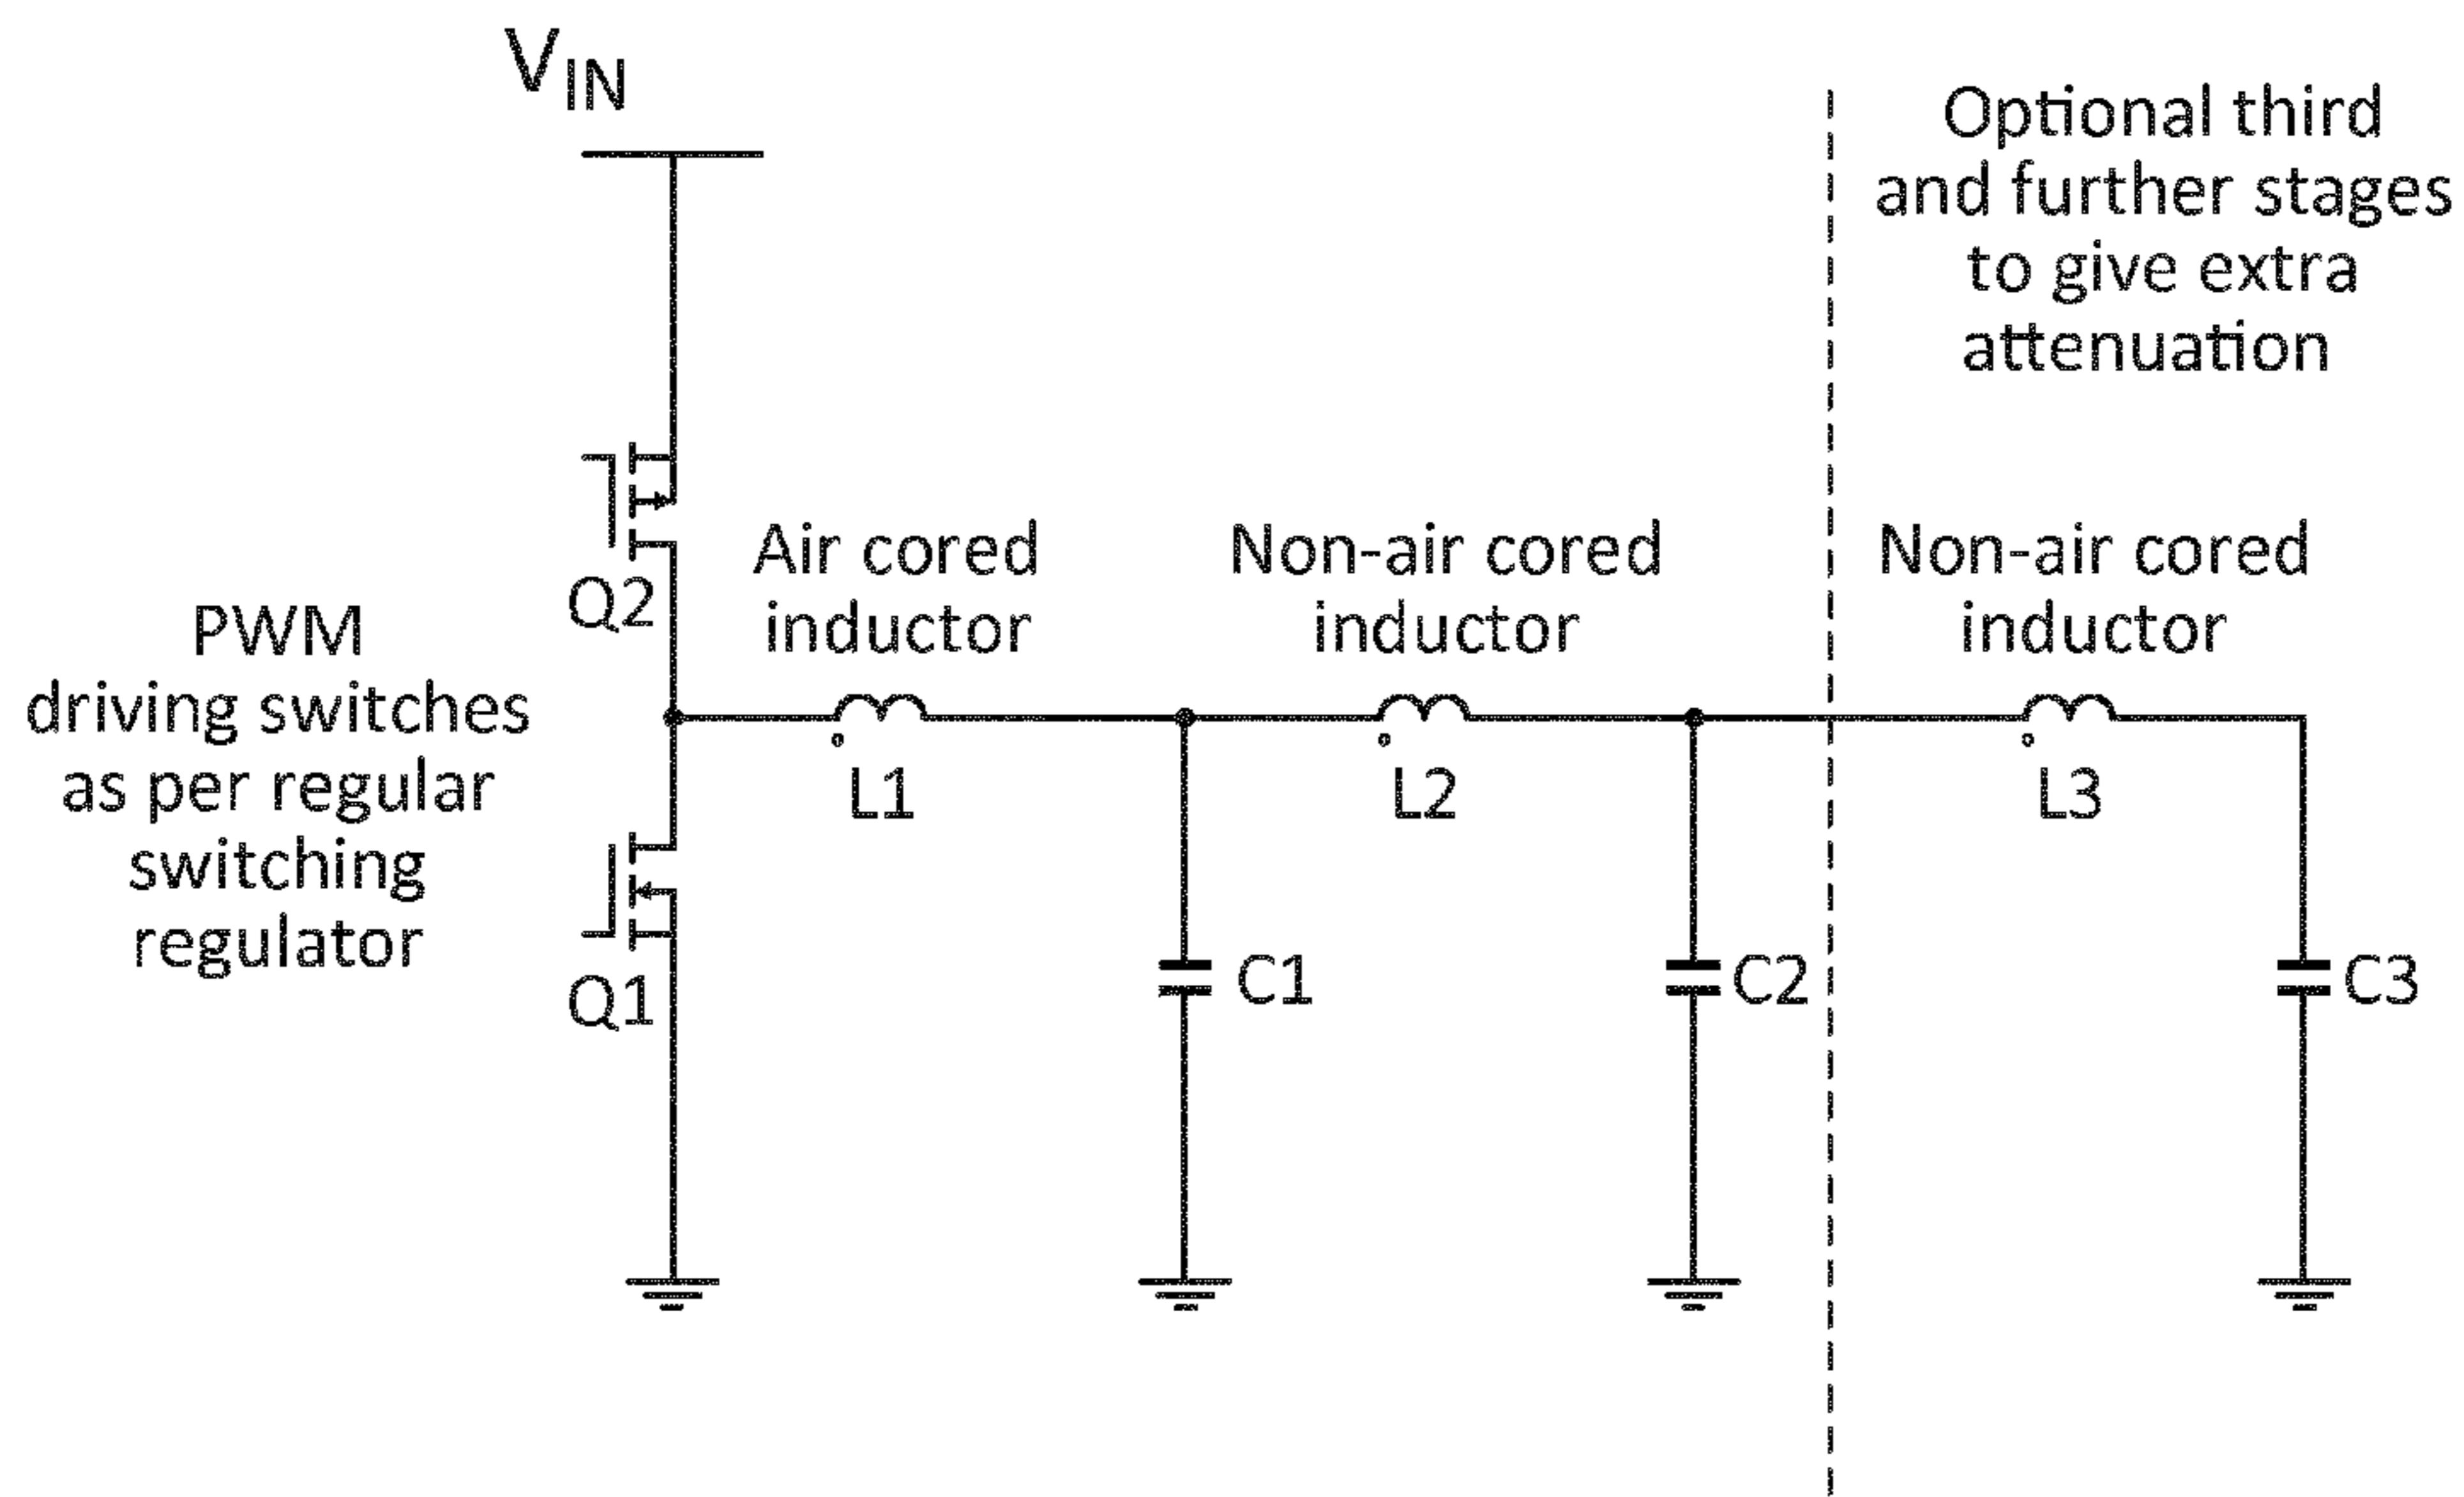 VIN
Optional third
and further stages
to give extra
attenuation
Q2
Air cored
inductor
Non-air cored
inductor
Non-air cored
inductor
PWM
driving switches
as per regular
switching
regulator
L1
L2
L3
Q1
C1
C2
C3